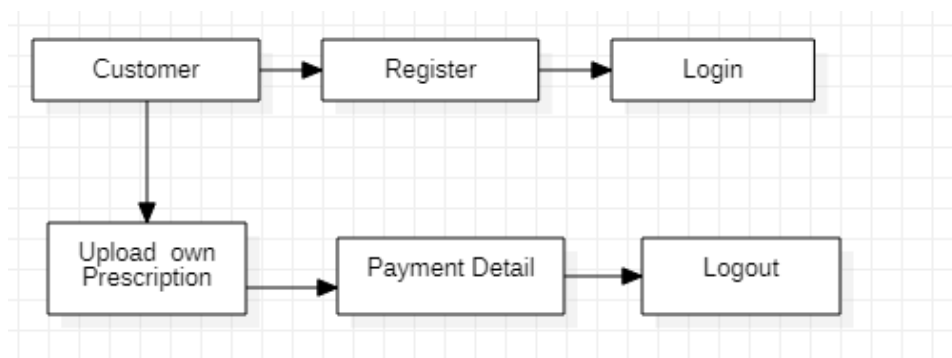 Customer
Register
Login
Upload own
Prescription
Payment Detail
Logout